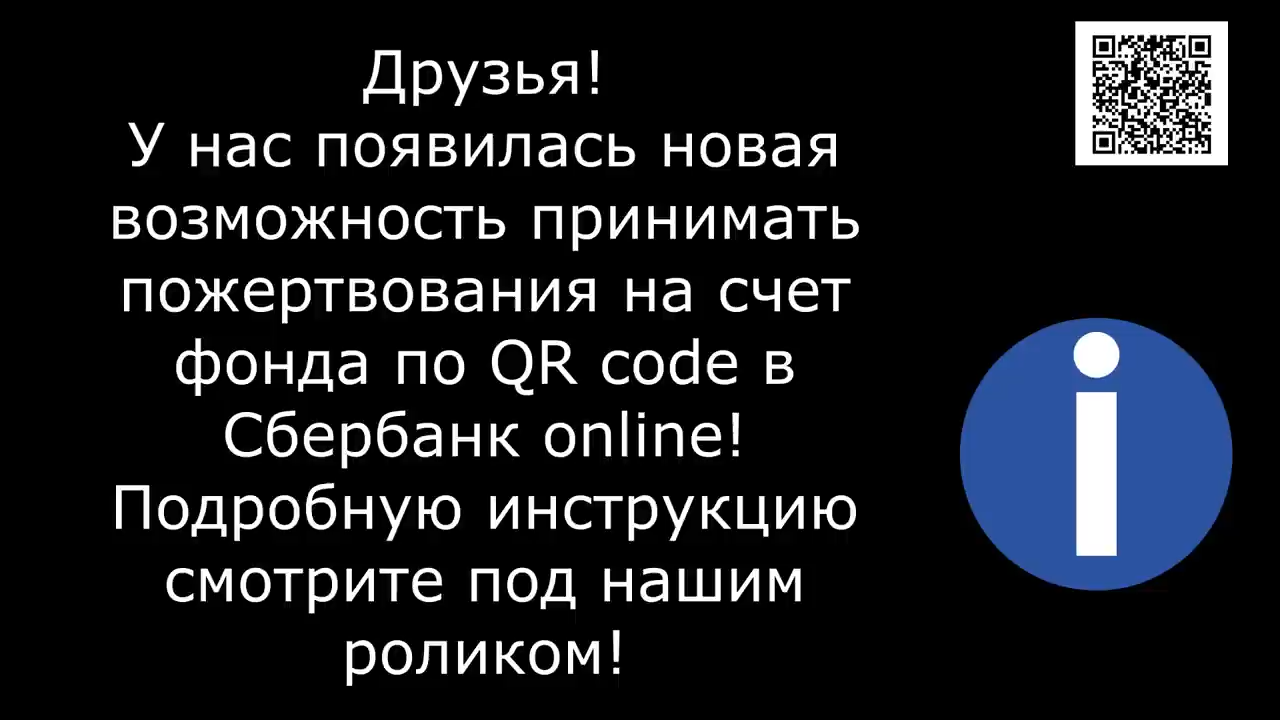 Друзья!
У нас появилась новая
возможность принимать
пожертвования на счет
фонда по QR code в
Сбербанк online!
Подробную инструкцию
смотрите под нашим
роликом!